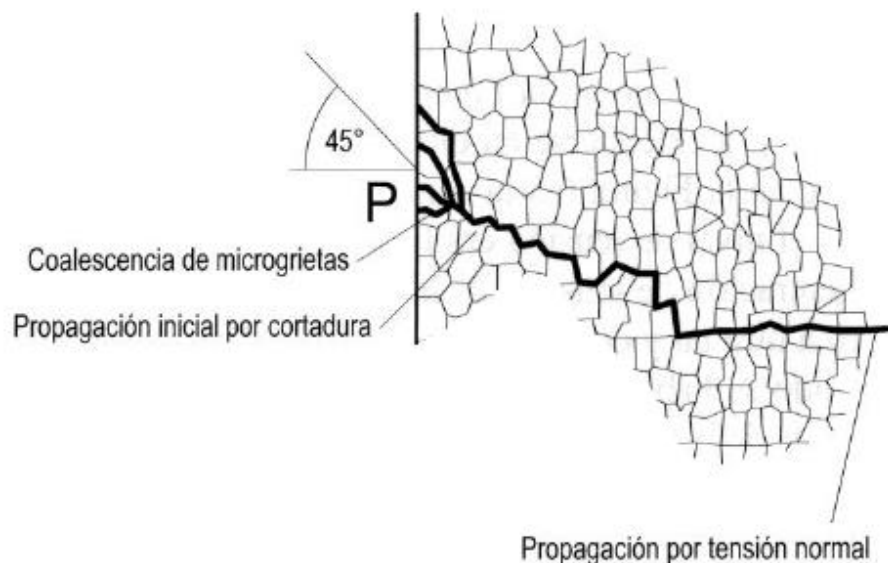 45°
P
Coalescencia de microgrietas
Propagación inicial por cortadura
Propagación por tensión normal